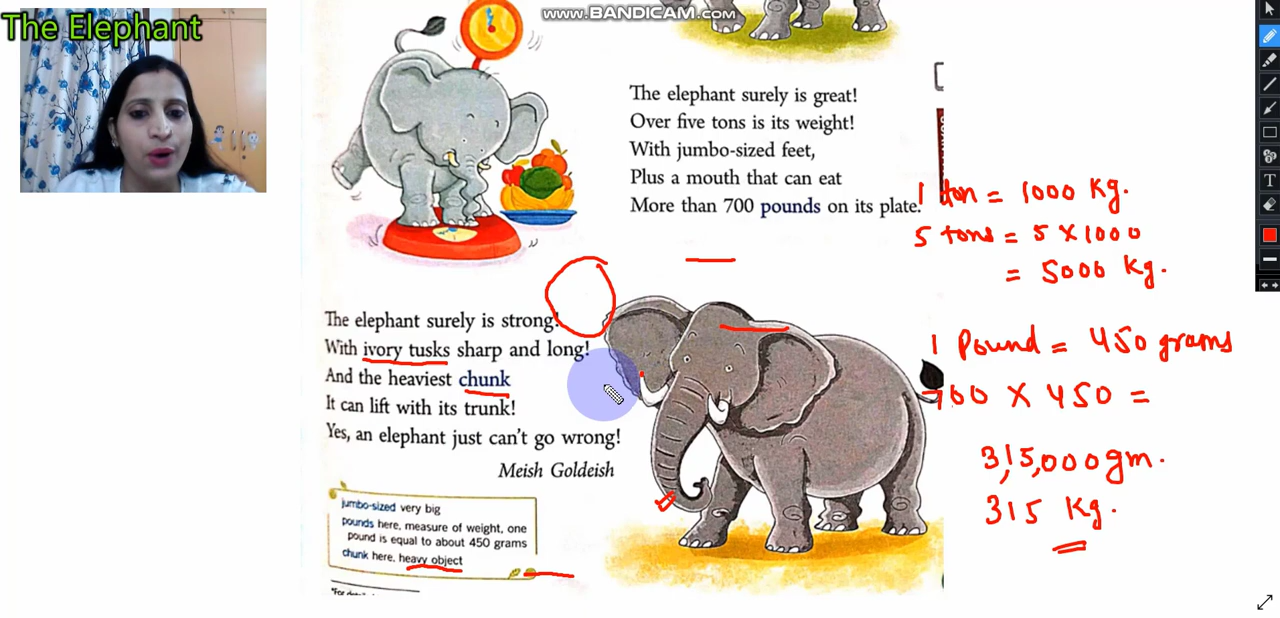 www.BANDICAM.com
The Elephant
The elephant surely is great!
Over five tons is its weight!
With jumbo-sized feet,
Plus a mouth that can eat
More than 700 pounds on its plate.
1 ton = 1000 Kg.
5 tons = 5 X 1000
= 5000 Kg.
The elephant surely is strong!
With ivory tusks sharp and long!
And the heaviest chunk
It can lift with its trunk!
Yes, an elephant just can't go wrong!
Meish Goldeish
1 Pound = 450 grams
700 X 450 =
315,000 gm.
315 Kg.
jumbo-sized very big
pounds here, measure of weight, one
pound is equal to about 450 grams
chunk here, heavy object
T